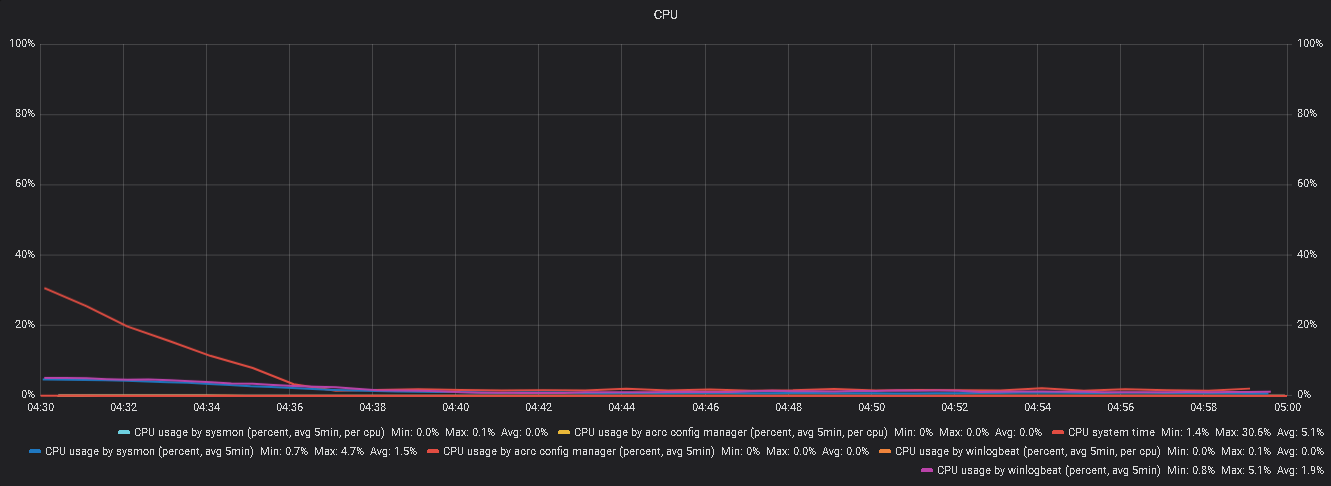 CPU
100% 100%
80% 80%
60% 60%
40% 40%
20% 20%
0% 0%
04:30 04:32 04:34 04:36 04:38 04:40 04:42 04:44 04:46 04:48 04:50 04:52 04:54 04:56 04:58 05:00
CPU usage by sysmon (percent, avg 5min, per cpu) Min: 0.0% Max: 0.1% Avg: 0.0% CPU usage by acrc config manager (percent, avg 5min, per cpu) Min: 0% Max: 0.0% Avg: 0.0% CPU system time Min: 1.4% Max: 30.6% Avg: 5.1%
CPU usage by sysmon (percent, avg 5min) Min: 0.7% Max: 4.7% Avg: 1.5% CPU usage by acrc config manager (percent, avg 5min) Min: 0% Max: 0.0% Avg: 0.0% CPU usage by winlogbeat (percent, avg 5min, per cpu) Min: 0.0% Max: 0.1% Avg: 0.0%
CPU usage by winlogbeat (percent, avg 5min) Min: 0.8% Max: 5.1% Avg: 1.9%